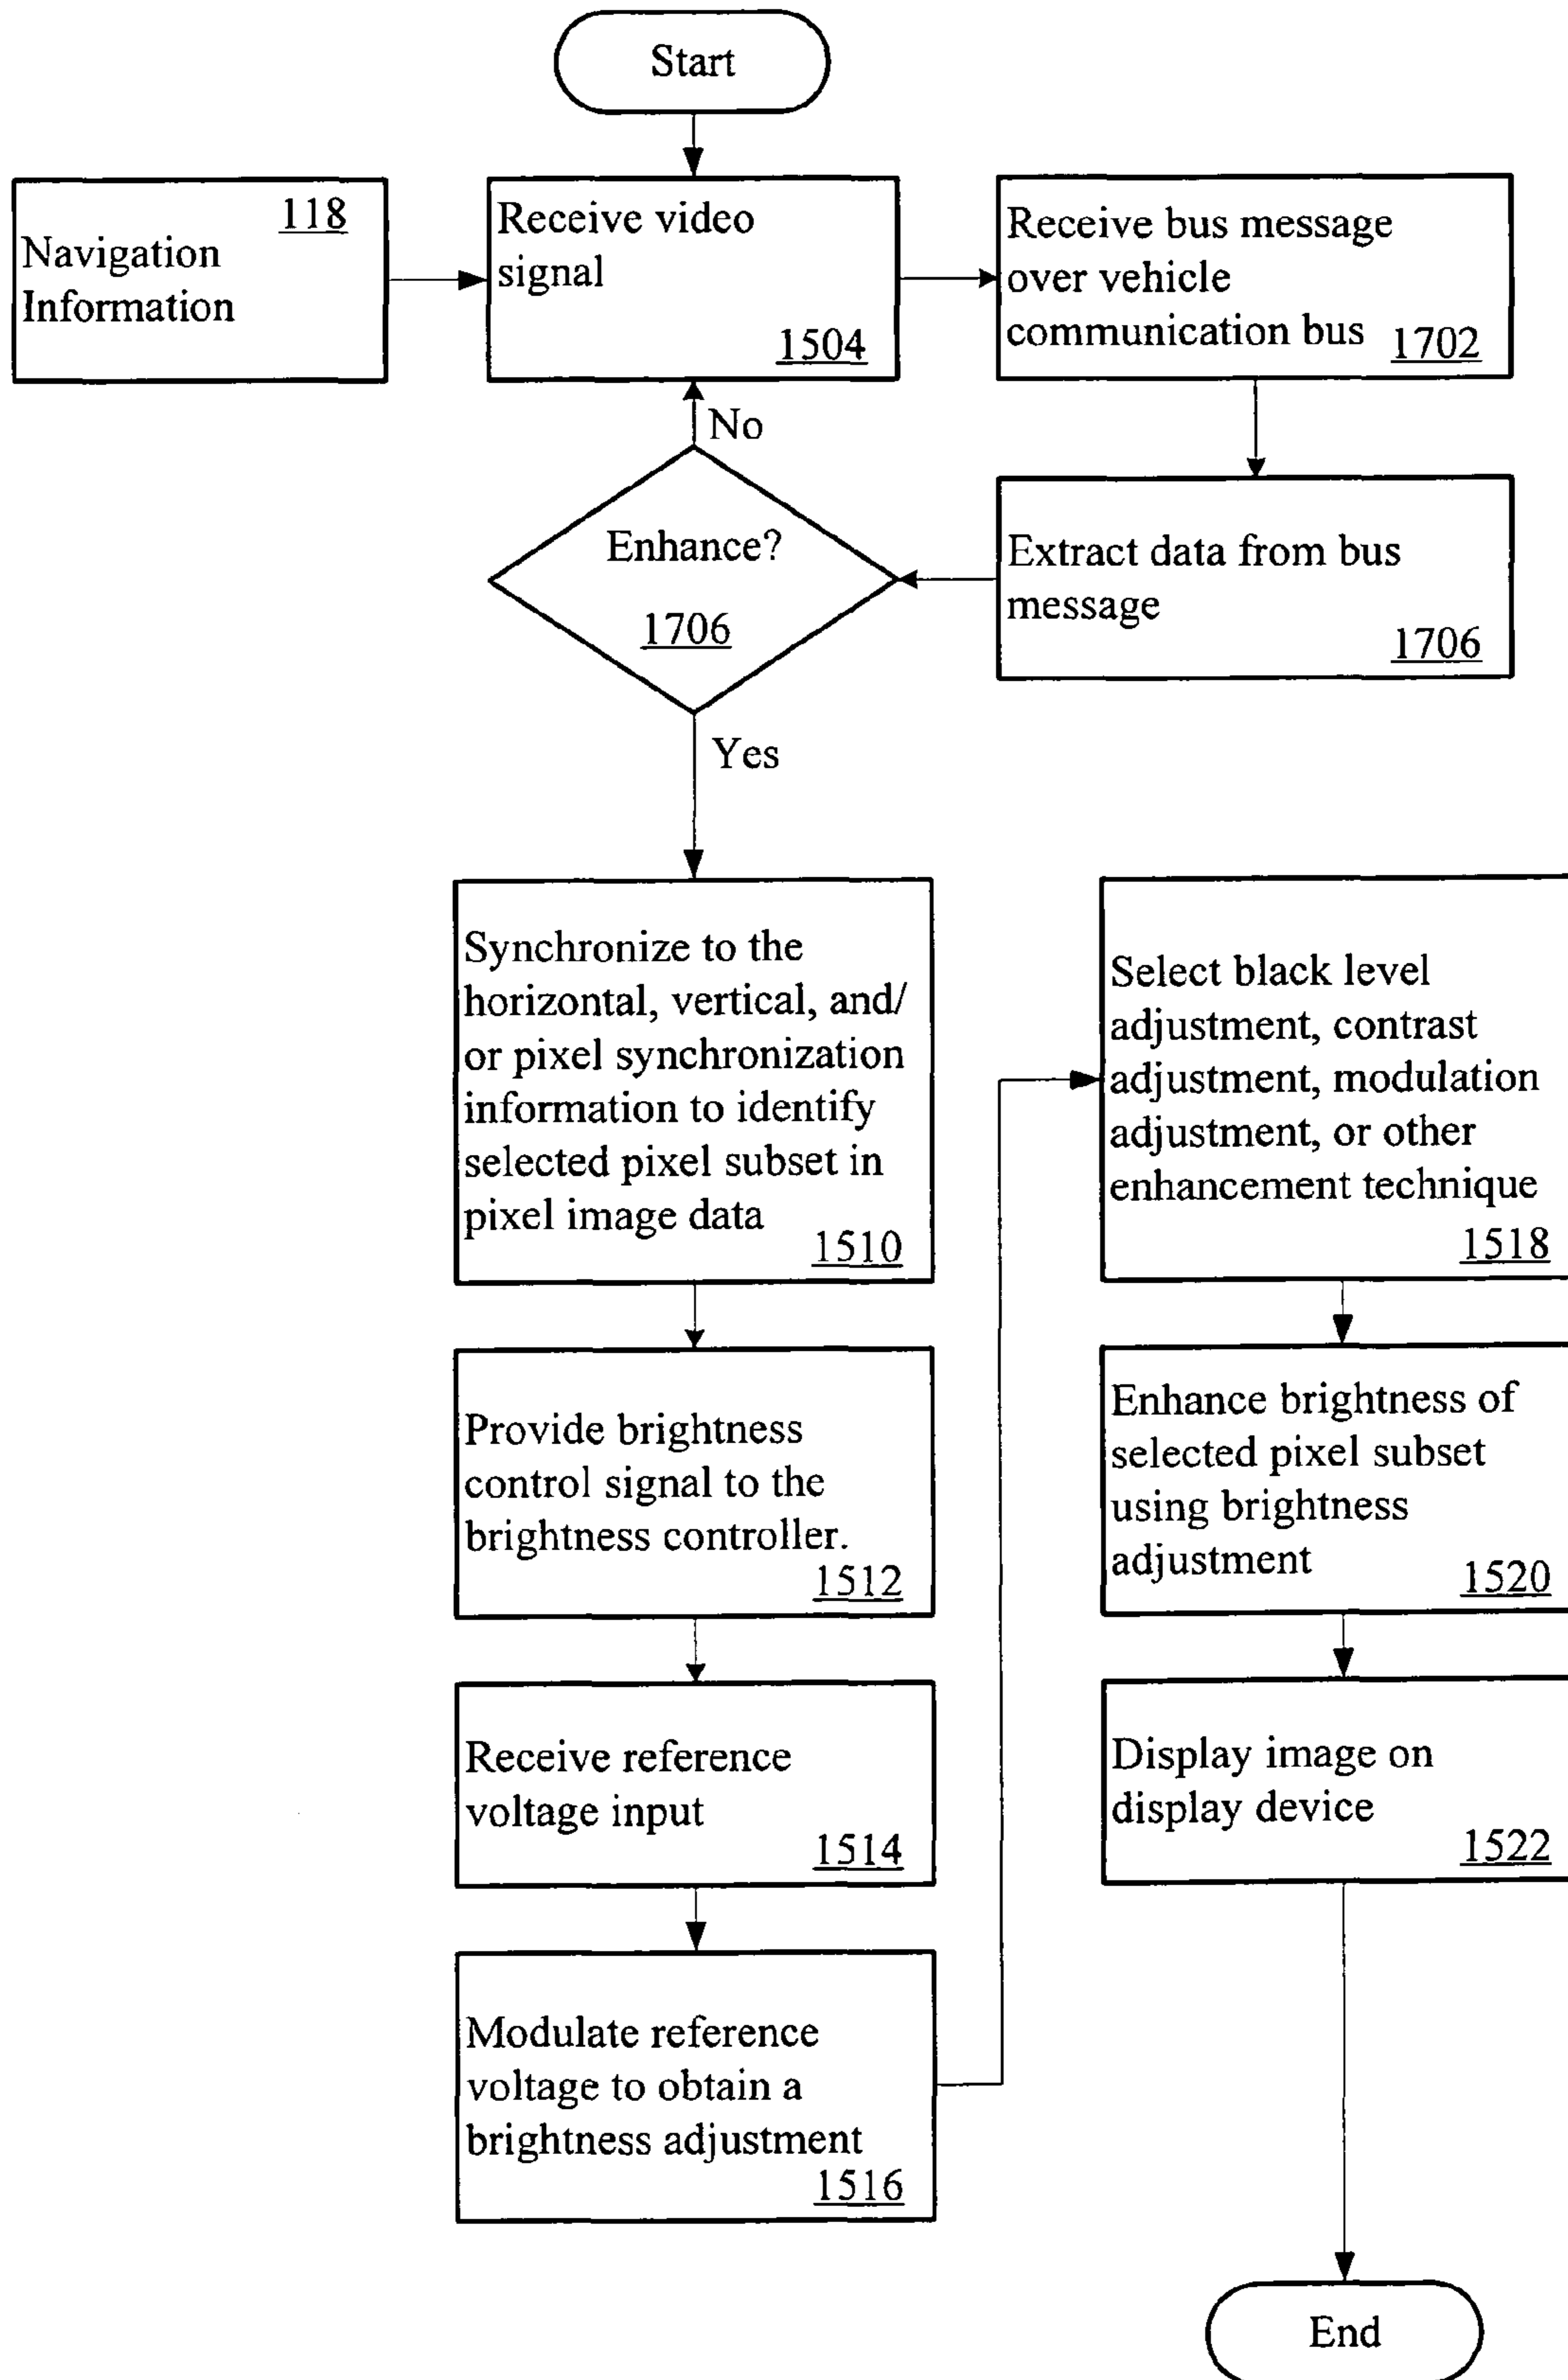 Start
118
Navigation
Information
Receive video
signal
1504
Receive bus message
over vehicle
communication bus 1702
No
Enhance?
1706
Extract data from bus
message
1706
Yes
Synchronize to the
horizontal, vertical, and/
or pixel synchronization
information to identify
selected pixel subset in
pixel image data
1510
Provide brightness
control signal to the
brightness controller.
1512
Receive reference
voltage input
1514
Modulate reference
voltage to obtain a
brightness adjustment
1516
Select black level
adjustment, contrast
adjustment, modulation
adjustment, or other
enhancement technique
1518
Enhance brightness of
selected pixel subset
using brightness
adjustment
1520
Display image on
display device
1522
End